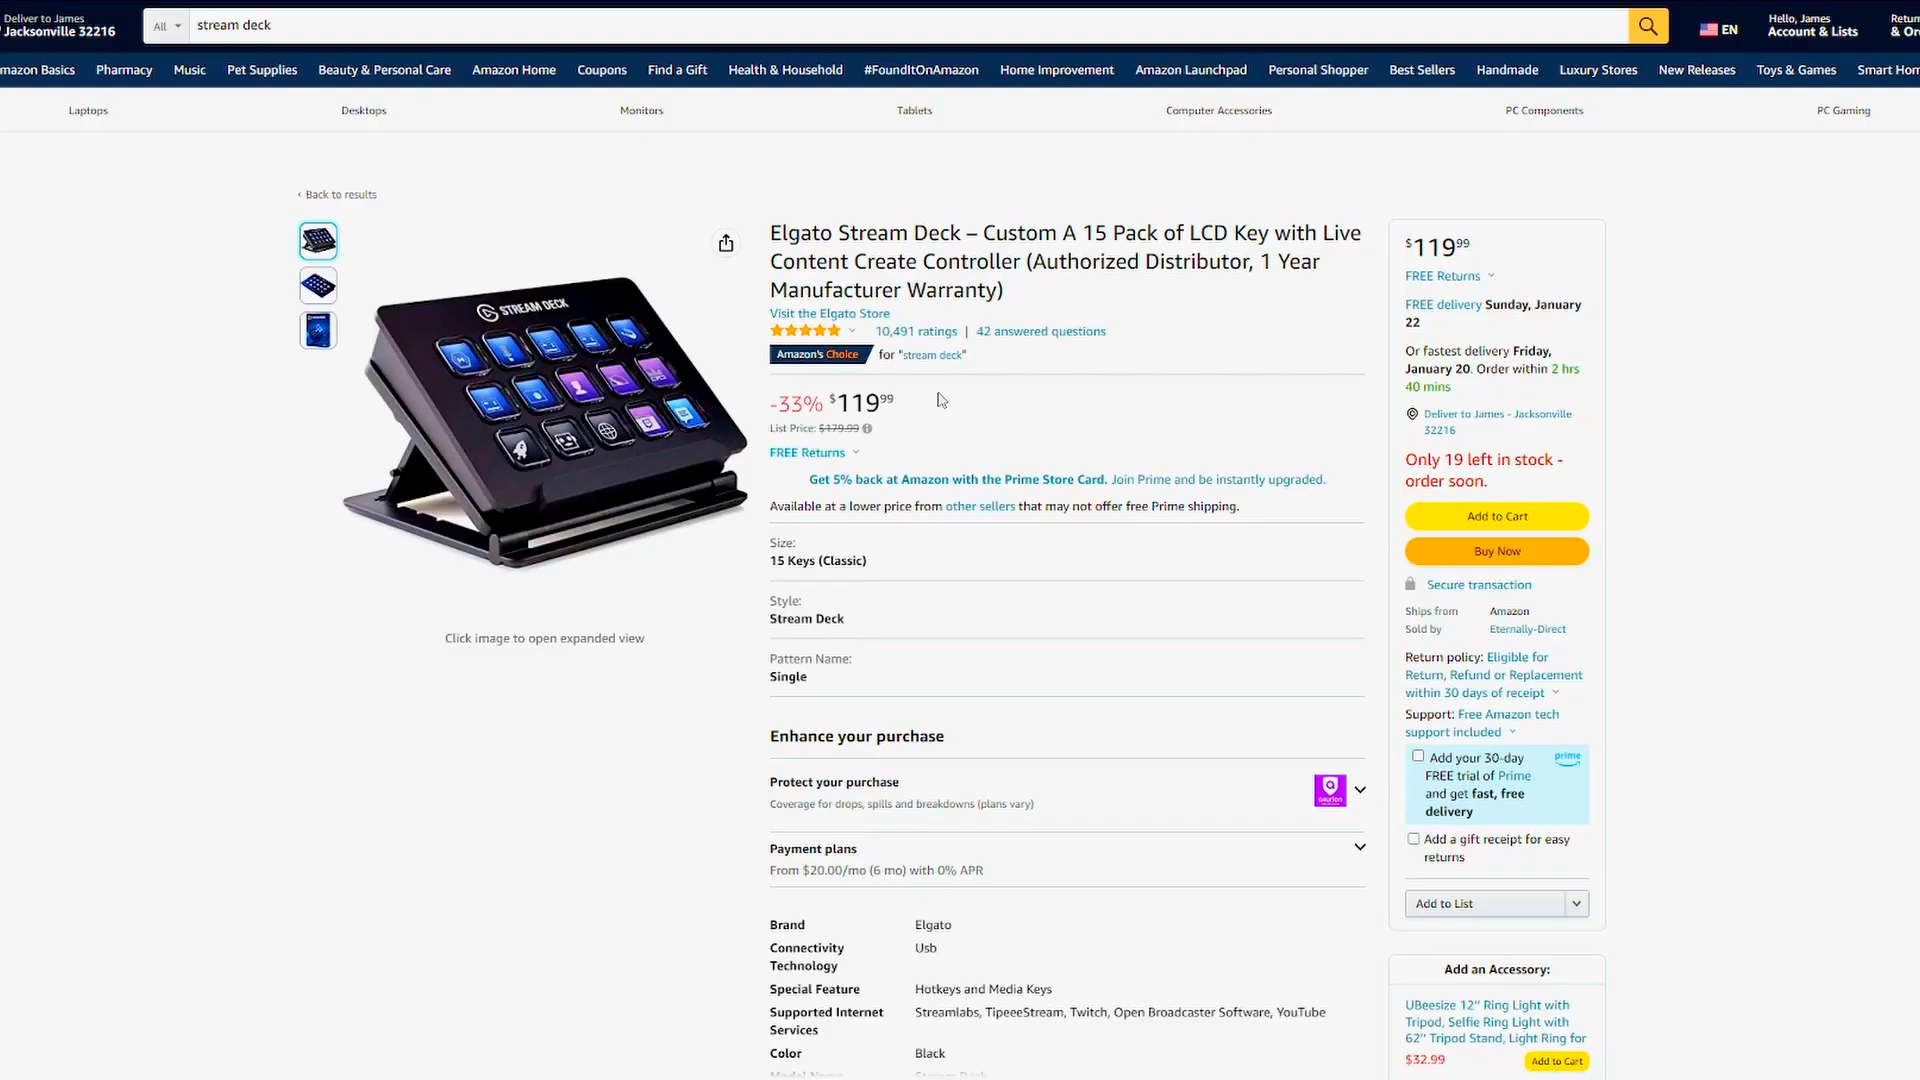 Deliver to James
Jacksonville 32216
All
stream deck
EN
Hello, James
Account & Lists
Return
& Or
mazon Basics
Pharmacy
Music
Pet Supplies
Beauty & Personal Care
Amazon Home
Coupons
Find a Gift
Health & Household
#FoundItOnAmazon
Home Improvement
Amazon Launchpad
Personal Shopper
Best Sellers
Handmade
Luxury Stores
New Releases
Toys & Games
Smart Hom
Laptops
Desktops
Monitors
Tablets
Computer Accessories
PC Components
PC Gaming
‹ Back to results
STREAM DECK
Click image to open expanded view
Elgato Stream Deck – Custom A 15 Pack of LCD Key with Live
Content Create Controller (Authorized Distributor, 1 Year
Manufacturer Warranty)
Visit the Elgato Store
10,491 ratings | 42 answered questions
Amazon's Choice for "stream deck"
-33% $119 99
List Price: $179.99
FREE Returns
Get 5% back at Amazon with the Prime Store Card. Join Prime and be instantly upgraded.
Available at a lower price from other sellers that may not offer free Prime shipping.
Size:
15 Keys (Classic)
Style:
Stream Deck
Pattern Name:
Single
Enhance your purchase
Protect your purchase
Coverage for drops, spills and breakdowns (plans vary)
asurion
Payment plans
From $20.00/mo (6 mo) with 0% APR
Brand Elgato
Connectivity Usb
Technology
Special Feature Hotkeys and Media Keys
Supported Internet Streamlabs, TipeeeStream, Twitch, Open Broadcaster Software, YouTube
Services
Color Black
Model Name Stream Deck
$119 99
FREE Returns
FREE delivery Sunday, January
22
Or fastest delivery Friday,
January 20. Order within 2 hrs
40 mins
Deliver to James - Jacksonville
32216
Only 19 left in stock -
order soon.
Add to Cart
Buy Now
Secure transaction
Ships from Amazon
Sold by Eternally-Direct
Return policy: Eligible for
Return, Refund or Replacement
within 30 days of receipt
Support: Free Amazon tech
support included
Add your 30-day prime
FREE trial of Prime
and get fast, free
delivery
Add a gift receipt for easy
returns
Add to List
Add an Accessory:
UBeesize 12'' Ring Light with
Tripod, Selfie Ring Light with
62'' Tripod Stand, Light Ring for
$32.99
Add to Cart